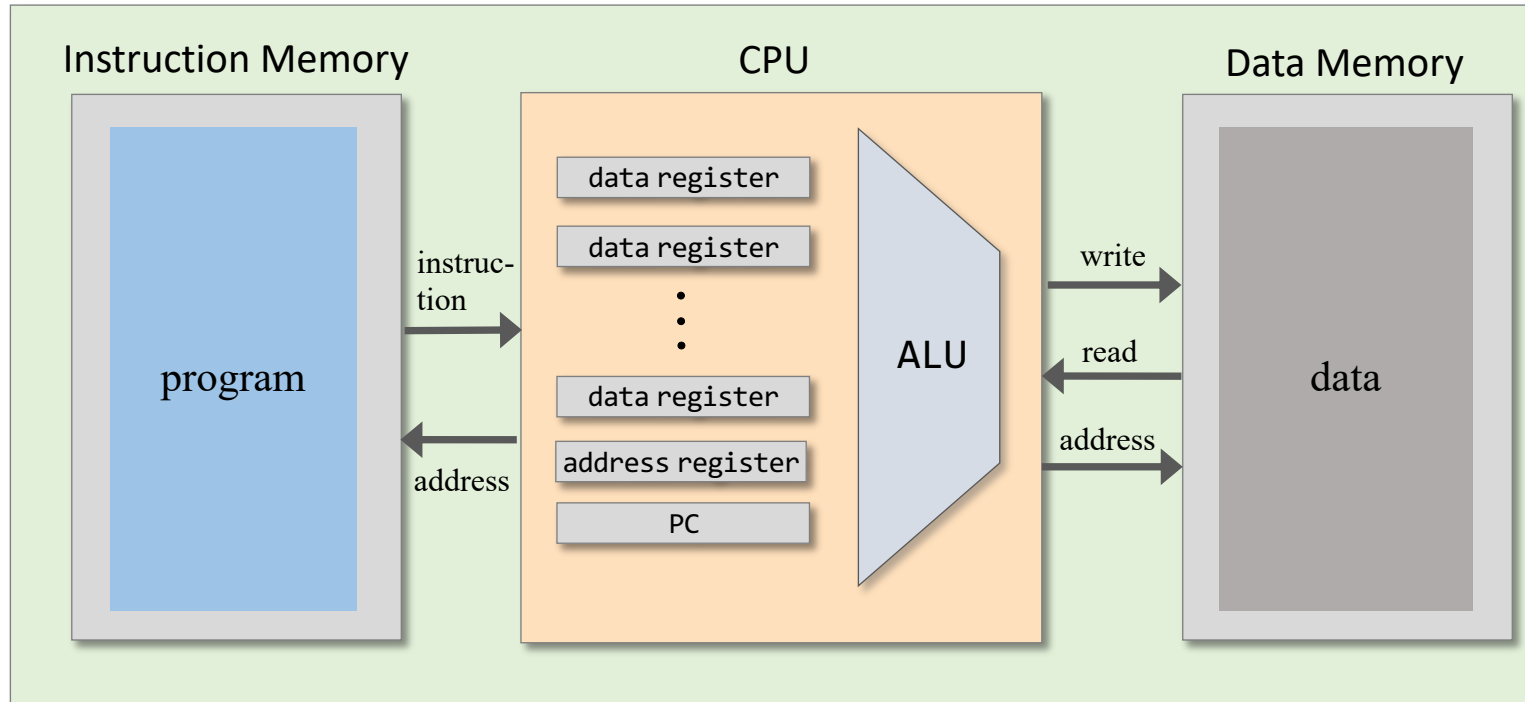 Instruction Memory
CPU
Data Memory
program
instruc-
tion
address
data register
data register
data register
address register
PC
ALU
write
read
address
data